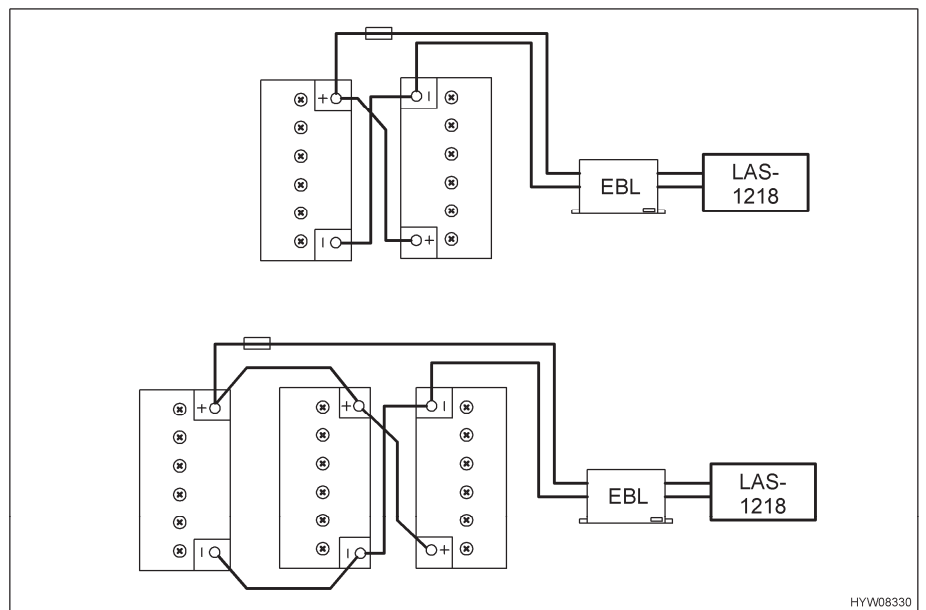 +
–
–
+
EBL
LAS-
1218
+
+
–
–
–
+
EBL
LAS-
1218
HYW08330